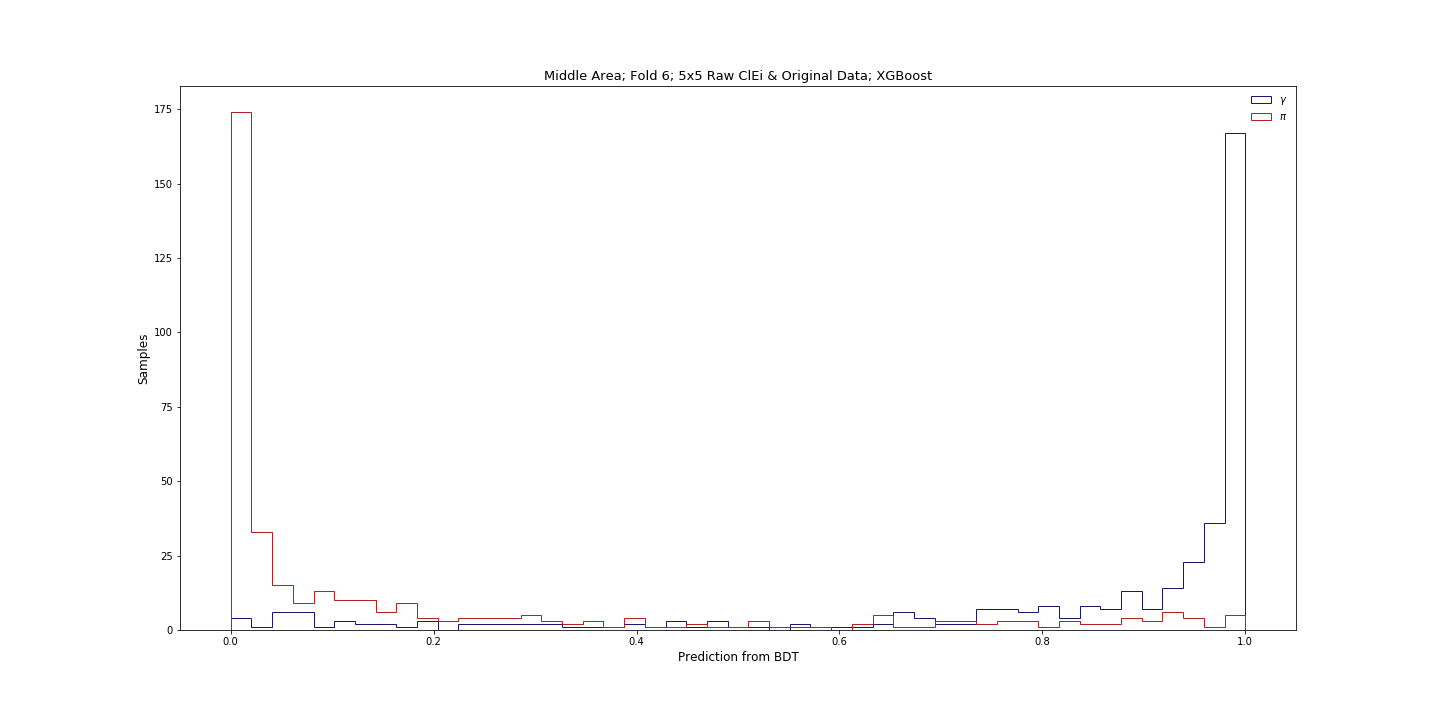 Middle Area; Fold 6; 5x5 Raw ClEi & Original Data; XGBoost
γ
π
175
150
125
100
75
50
25
0
Samples
0.0 0.2 0.4 0.6 0.8 1.0
Prediction from BDT